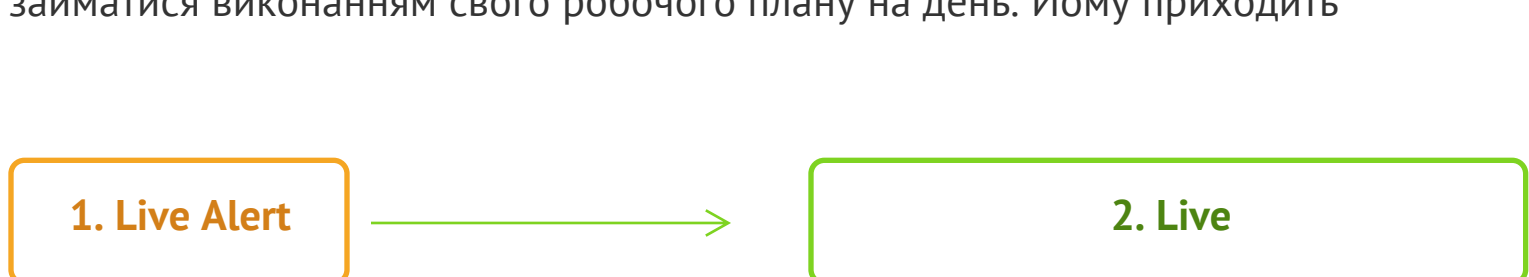 займатися виконанням свого робочого плану на день. Йому приходить
1. Live Alert
2. Live